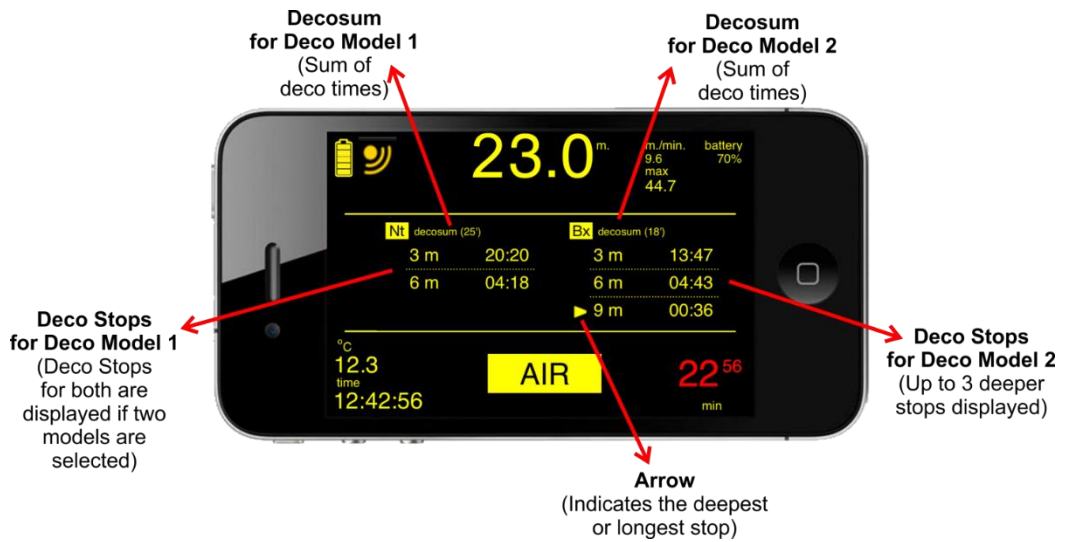 Decosum
for Deco Model 1
(Sum of
deco times)
Decosum
for Deco Model 2
(Sum of
deco times)
23.0 m.
m./min.
9.6
max
44.7
battery
70%
Nt decosum (25')
3 m 20:20
6 m 04:18
Bx decosum (18')
3 m 13:47
6 m 04:43
9 m 00:36
°C
12.3
time
12:42:56
AIR
22 56
min
Deco Stops
for Deco Model 1
(Deco Stops
for both are
displayed if two
models are
selected)
Deco Stops
for Deco Model 2
(Up to 3 deeper
stops displayed)
Arrow
(Indicates the deepest
or longest stop)